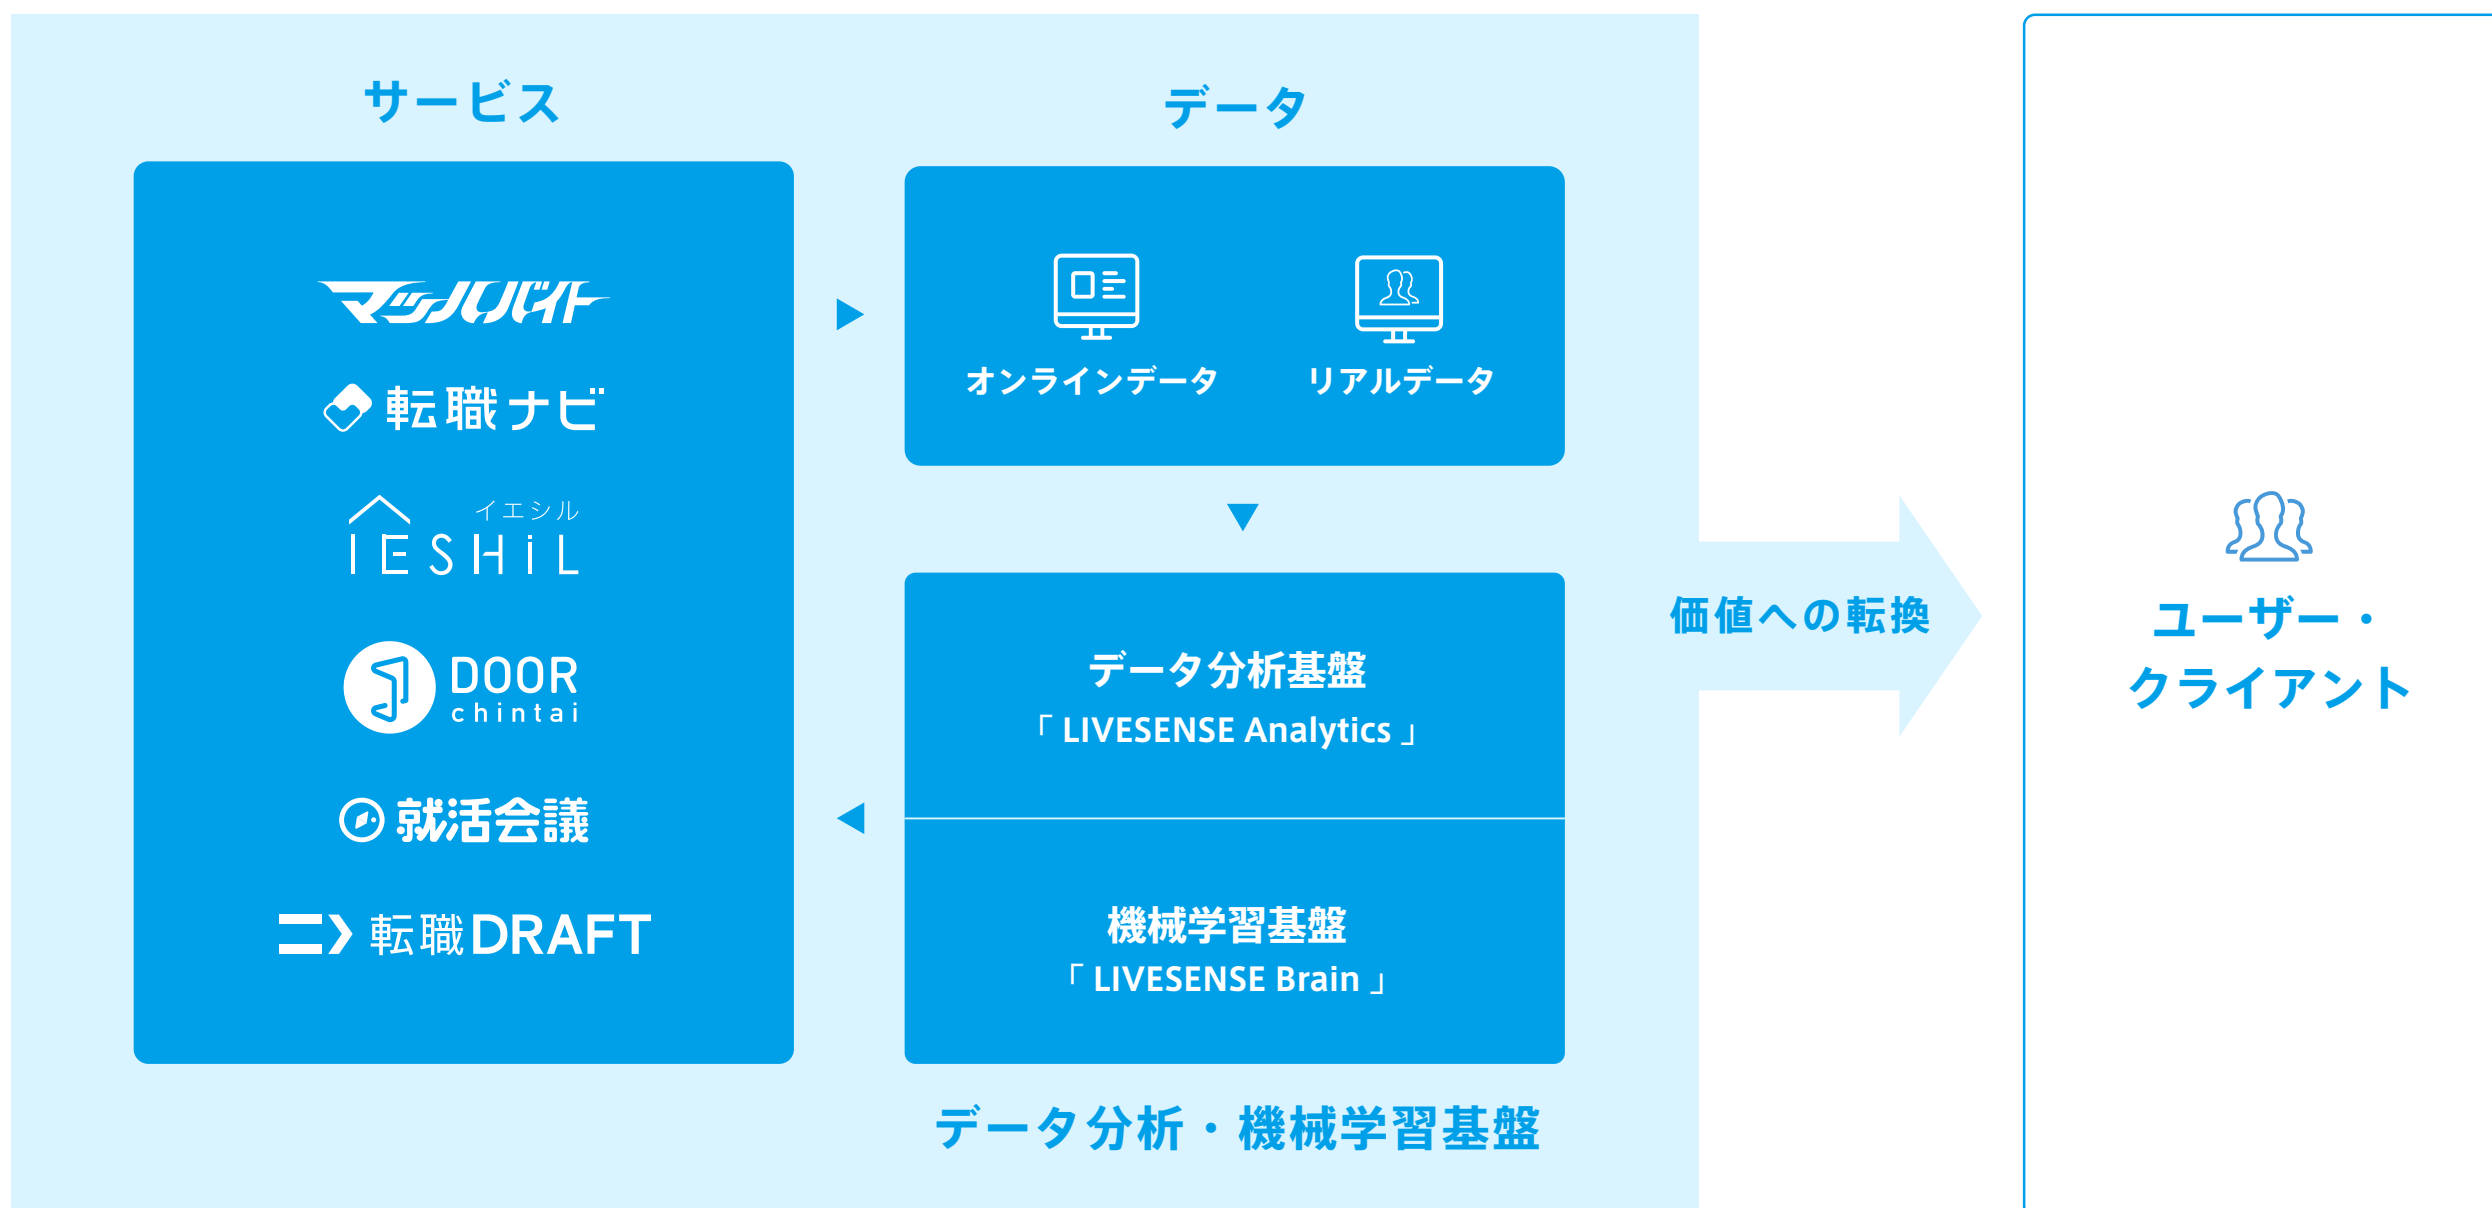 サービス
マッハバイト
転職ナビ
イエシル
IESHiL
DOOR
chintai
就活会議
転職DRAFT
データ
オンラインデータ
リアルデータ
データ分析基盤
「 LIVESENSE Analytics 」
機械学習基盤
「 LIVESENSE Brain 」
データ分析・機械学習基盤
価値への転換
ユーザー・
クライアント